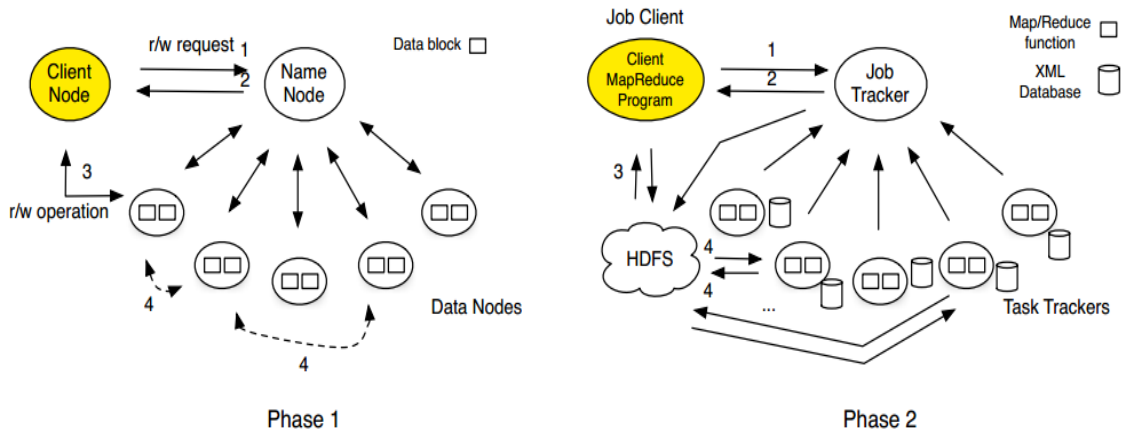 r/w request
1
2
Data block
Client
Node
Name
Node
3
r/w operation
4
4
Data Nodes
Phase 1
Job Client
Client
MapReduce
Program
1
2
Job
Tracker
Map/Reduce
function
XML
Database
3
HDFS
4
4
...
Task Trackers
Phase 2